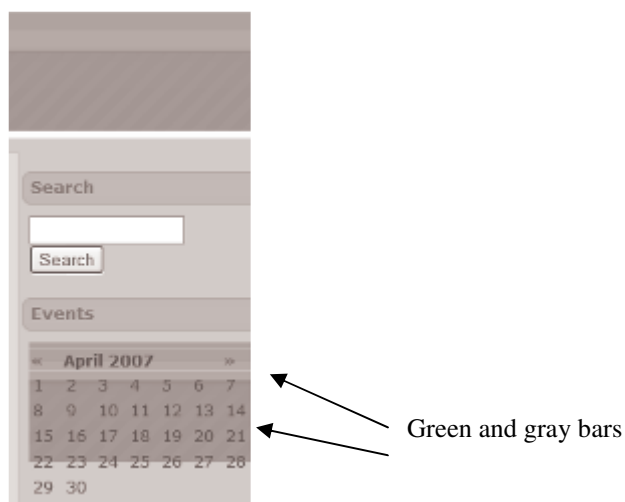 Search
Search
Events
« April 2007 »
1 2 3 4 5 6 7
8 9 10 11 12 13 14
15 16 17 18 19 20 21
22 23 24 25 26 27 28
29 30
Green and gray bars